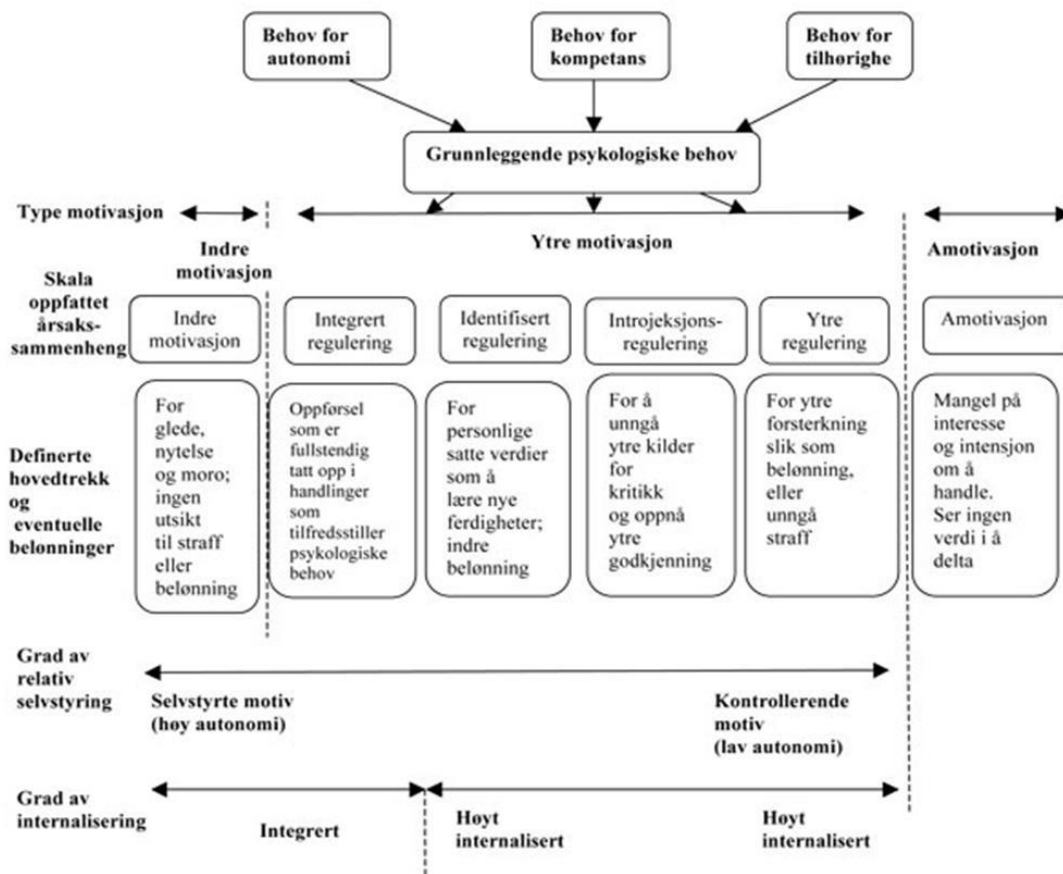 Behov for
autonomi
Behov for
kompetans
Behov for
tilhørighe
Grunnleggende psykologiske behov
Type motivasjon
Indre
motivasjon
Ytre motivasjon
Amotivasjon
Skala
oppfattet
årsaks-
sammenheng
Indre
motivasjon
Integrert
regulering
Identifisert
regulering
Introjeksjons-
regulering
Ytre
regulering
Amotivasjon
Definerte
hovedtrekk
og
eventuelle
belønninger
For
glede,
nytelse
og moro;
ingen
utsikt
til straff
eller
belønning
Oppførsel
som er
fullstendig
tatt opp i
handlinger
som
tilfredsstiller
psykologiske
behov
For
personlige
satte verdier
som å
lære nye
ferdigheter;
indre
belønning
For å
unngå
ytre kilder
for
kritikk
og oppnå
ytre
godkjenning
For ytre
forsterkning
slik som
belønning,
eller
unngå
straff
Mangel på
interesse
og intensjon
om å
handle.
Ser ingen
verdi i å
delta
Grad av
relativ
selvstyring
Selvstyrte motiv
(høy autonomi)
Kontrollerende
motiv
(lav autonomi)
Grad av
internalisering
Integrert
Høyt
internalisert
Høyt
internalisert